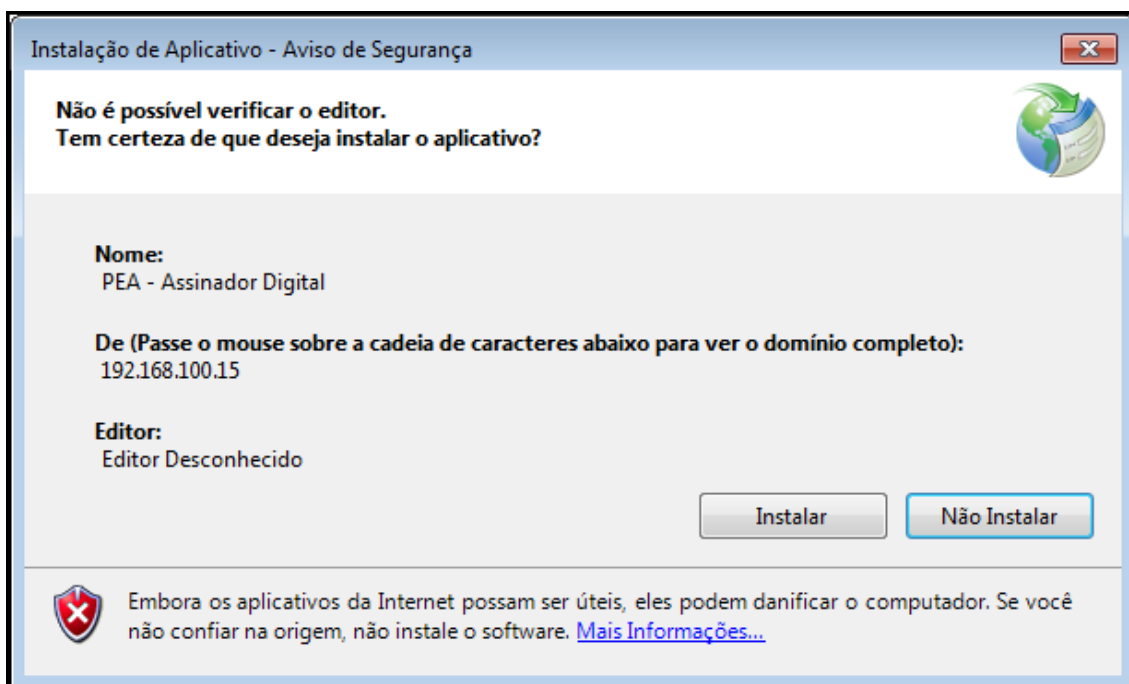 Instalação de Aplicativo - Aviso de Segurança
Não é possível verificar o editor.
Tem certeza de que deseja instalar o aplicativo?
Nome:
PEA - Assinador Digital
De (Passe o mouse sobre a cadeia de caracteres abaixo para ver o domínio completo):
192.168.100.15
Editor:
Editor Desconhecido
Instalar
Não Instalar
Embora os aplicativos da Internet possam ser úteis, eles podem danificar o computador. Se você
não confiar na origem, não instale o software. Mais Informações...